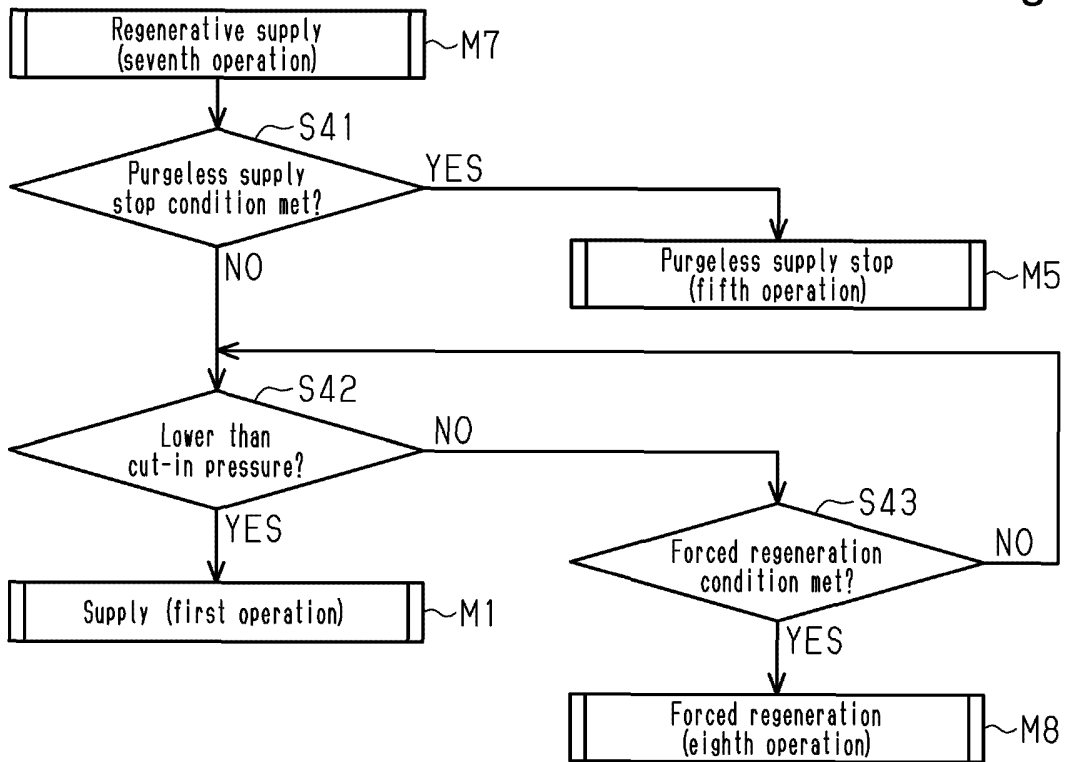 Regenerative supply
(seventh operation)
M7
S41
Purgeless supply
stop condition met?
YES
NO
Purgeless supply stop
(fifth operation)
M5
S42
Lower than
cut-in pressure?
NO
YES
S43
Forced regeneration
condition met?
NO
YES
Supply (first operation)
M1
Forced regeneration
(eighth operation)
M8